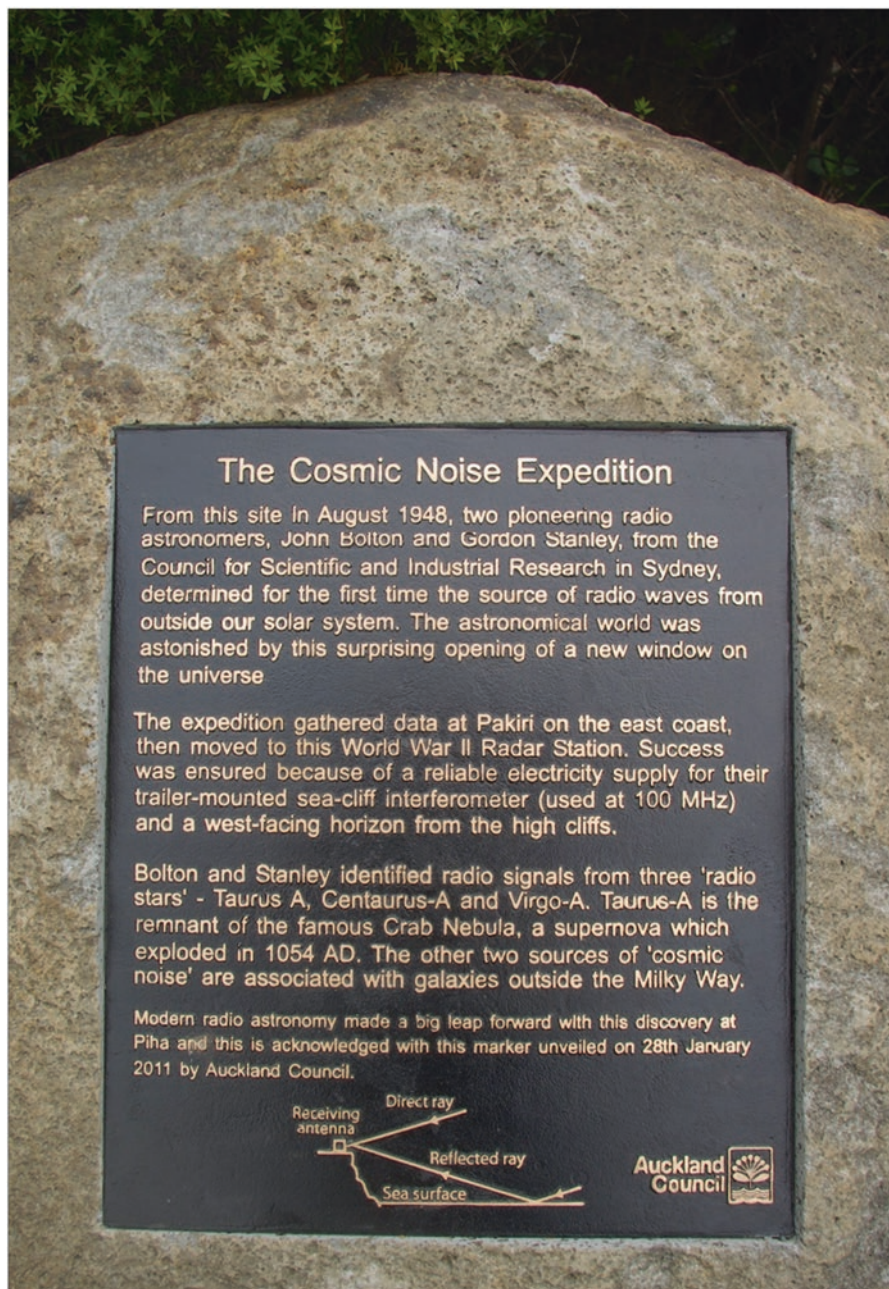 The Cosmic Noise Expedition
From this site in August 1948, two pioneering radio
astronomers, John Bolton and Gordon Stanley, from the
Council for Scientific and Industrial Research in Sydney,
determined for the first time the source of radio waves from
outside our solar system. The astronomical world was
astonished by this surprising opening of a new window on
the universe
The expedition gathered data at Pakiri on the east coast,
then moved to this World War II Radar Station. Success
was ensured because of a reliable electricity supply for their
trailer-mounted sea-cliff interferometer (used at 100 MHz)
and a west-facing horizon from the high cliffs.
Bolton and Stanley identified radio signals from three 'radio
stars' - Taurus A, Centaurus-A and Virgo-A. Taurus-A is the
remnant of the famous Crab Nebula, a supernova which
exploded in 1054 AD. The other two sources of 'cosmic
noise' are associated with galaxies outside the Milky Way.
Modern radio astronomy made a big leap forward with this discovery at
Piha and this is acknowledged with this marker unveiled on 28th January
2011 by Auckland Council.
Direct ray
Receiving
antenna
Reflected ray
Sea surface
Auckland
Council